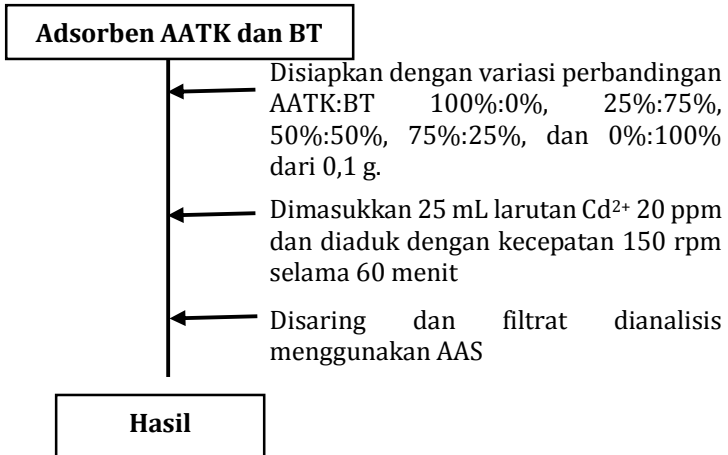 Adsorben AATK dan BT
Disiapkan dengan variasi perbandingan
AATK:BT 100%:0%, 25%:75%,
50%:50%, 75%:25%, dan 0%:100%
dari 0,1 g.
Dimasukkan 25 mL larutan Cd²⁺ 20 ppm
dan diaduk dengan kecepatan 150 rpm
selama 60 menit
Disaring dan filtrat dianalisis
menggunakan AAS
Hasil